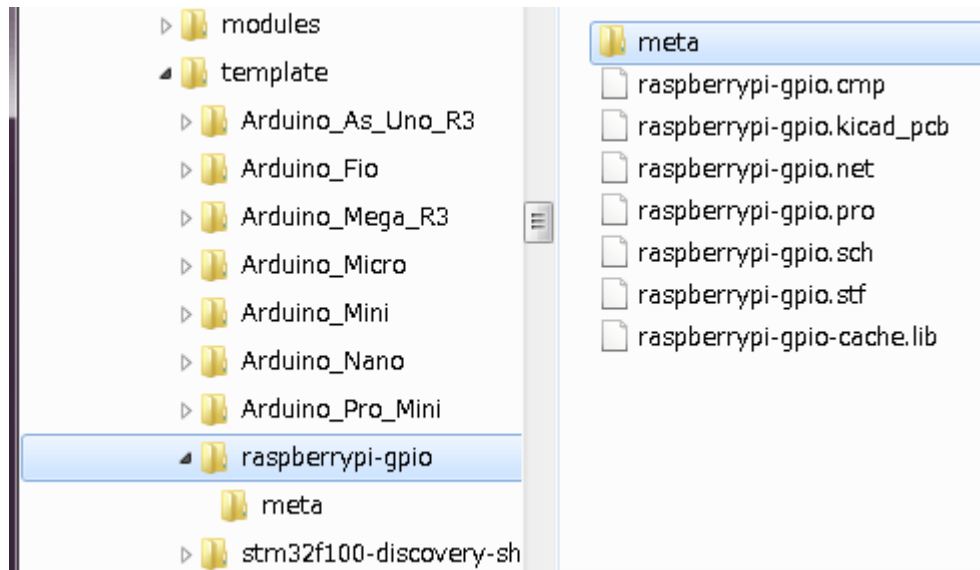 modules
template
Arduino_As_Uno_R3
Arduino_Fio
Arduino_Mega_R3
Arduino_Micro
Arduino_Mini
Arduino_Nano
Arduino_Pro_Mini
raspberrypi-gpio
meta
stm32f100-discovery-sh
meta
raspberrypi-gpio.cmp
raspberrypi-gpio.kicad_pcb
raspberrypi-gpio.net
raspberrypi-gpio.pro
raspberrypi-gpio.sch
raspberrypi-gpio.stf
raspberrypi-gpio-cache.lib